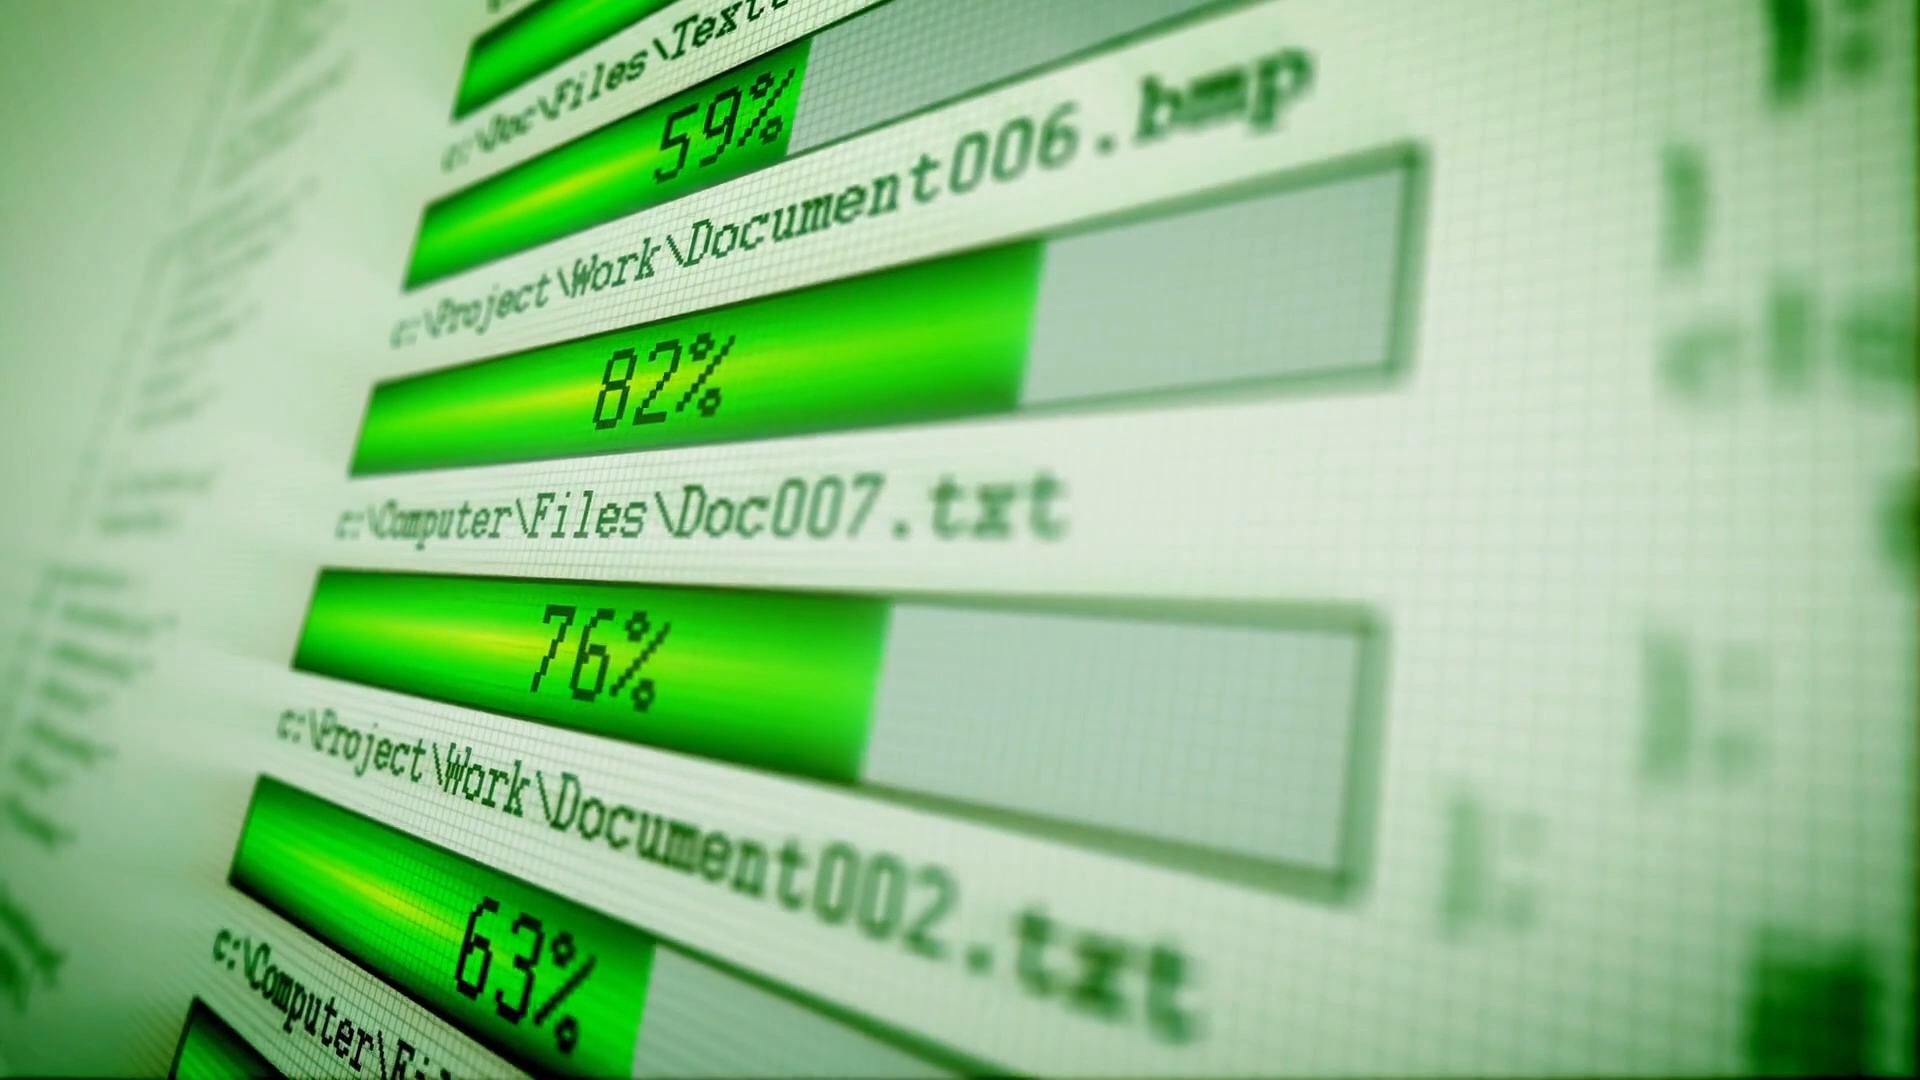 c:\Doc\Files\Text
59%
c:\Project\Work\Document006.bmp
82%
c:\Computer\Files\Doc007.txt
76%
c:\Project\Work\Document002.txt
63%
c:\Computer\Fil